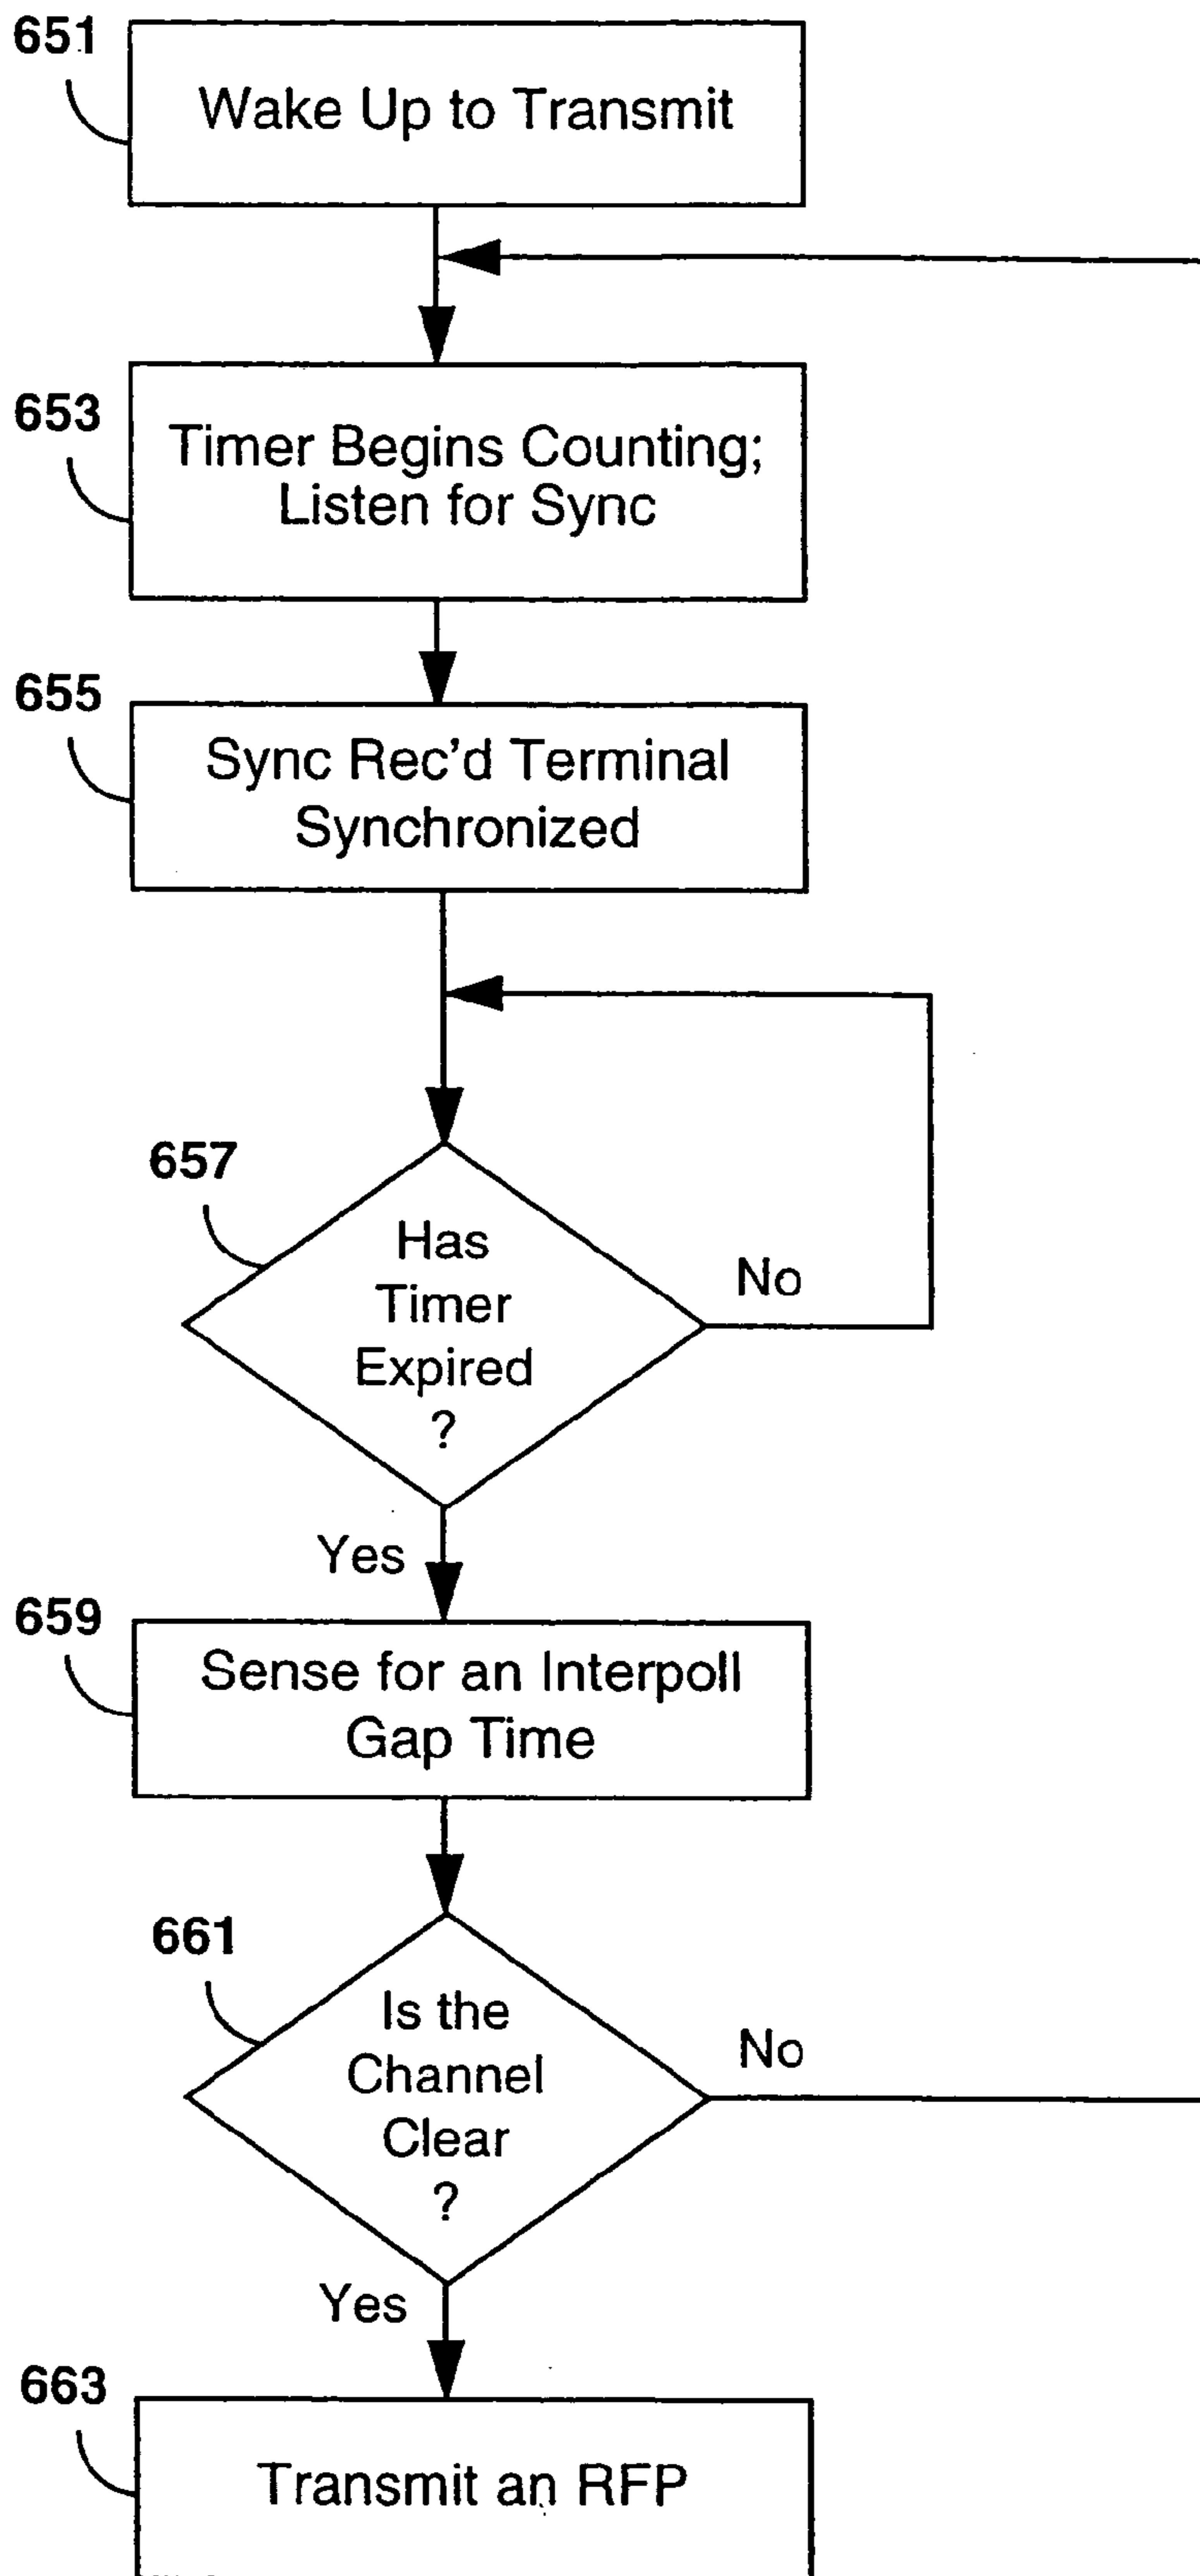 651
Wake Up to Transmit
653
Timer Begins Counting;
Listen for Sync
655
Sync Rec'd Terminal
Synchronized
657
Has
Timer
Expired
?
No
Yes
659
Sense for an Interpoll
Gap Time
661
Is the
Channel
Clear
?
No
Yes
663
Transmit an RFP